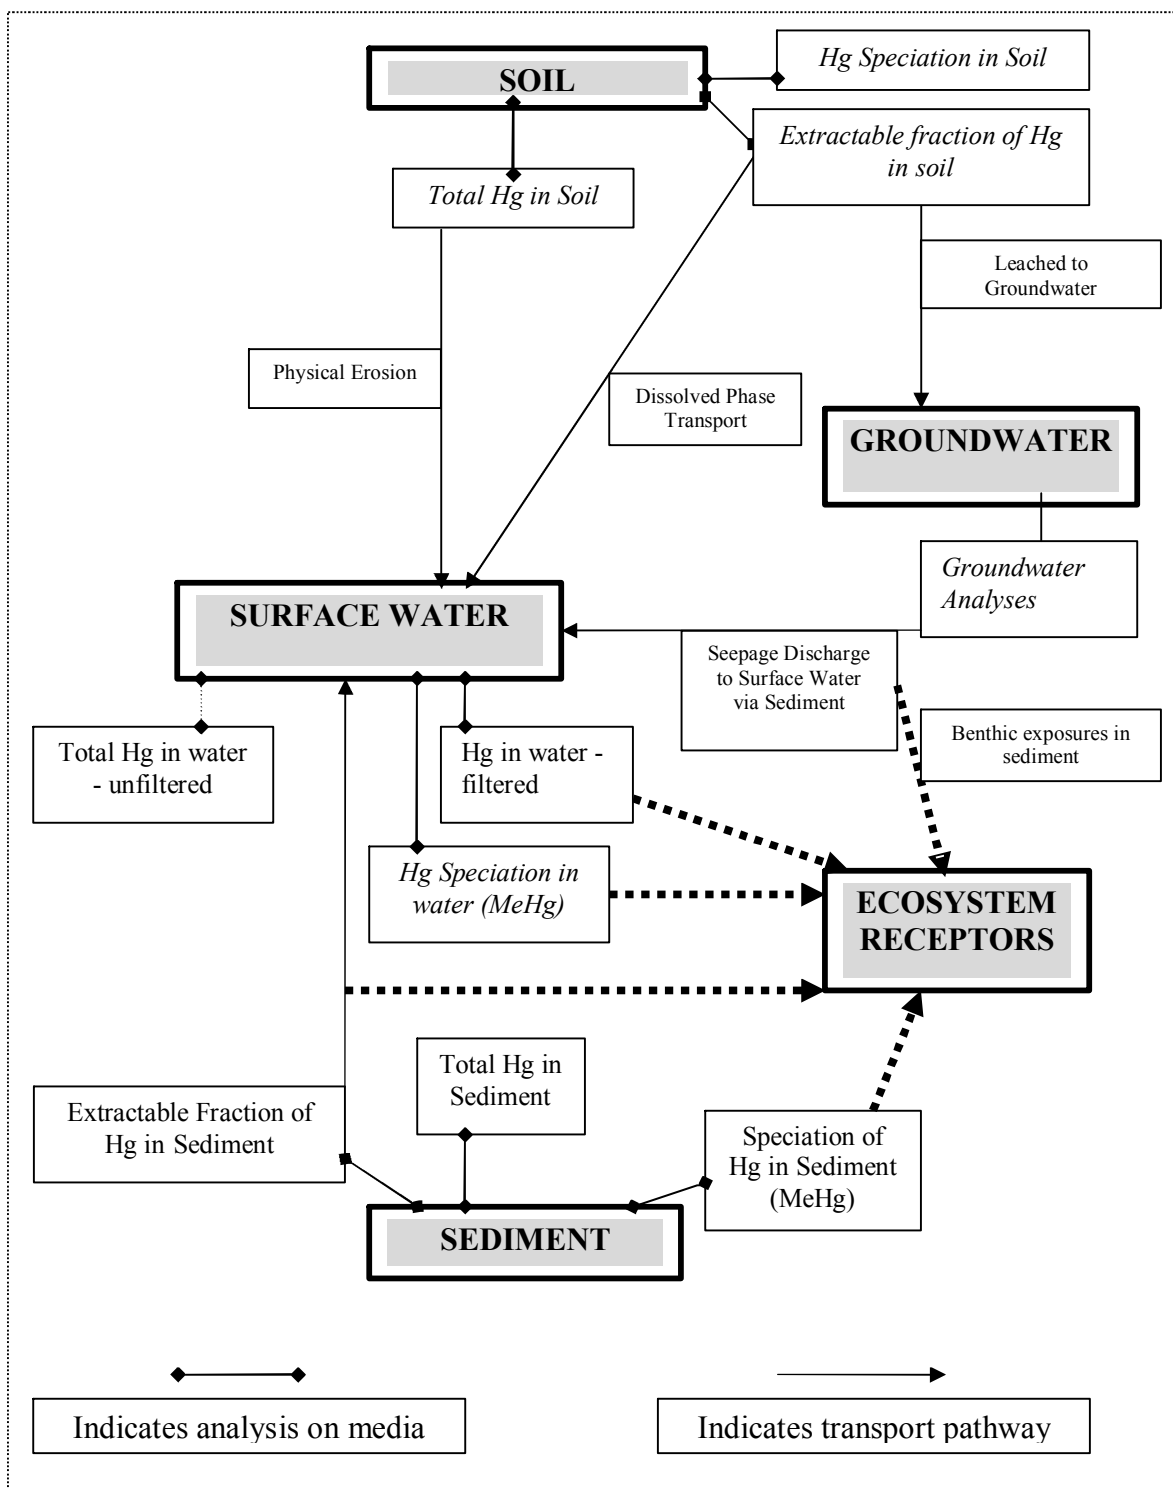 SOIL
Hg Speciation in Soil
Extractable fraction of Hg
in soil
Total Hg in Soil
Leached to
Groundwater
Physical Erosion
Dissolved Phase
Transport
GROUNDWATER
Groundwater
Analyses
SURFACE WATER
Seepage Discharge
to Surface Water
via Sediment
Benthic exposures in
sediment
Total Hg in water
- unfiltered
Hg in water -
filtered
Hg Speciation in
water (MeHg)
ECOSYSTEM
RECEPTORS
Total Hg in
Sediment
Extractable Fraction of
Hg in Sediment
Speciation of
Hg in Sediment
(MeHg)
SEDIMENT
Indicates analysis on media
Indicates transport pathway